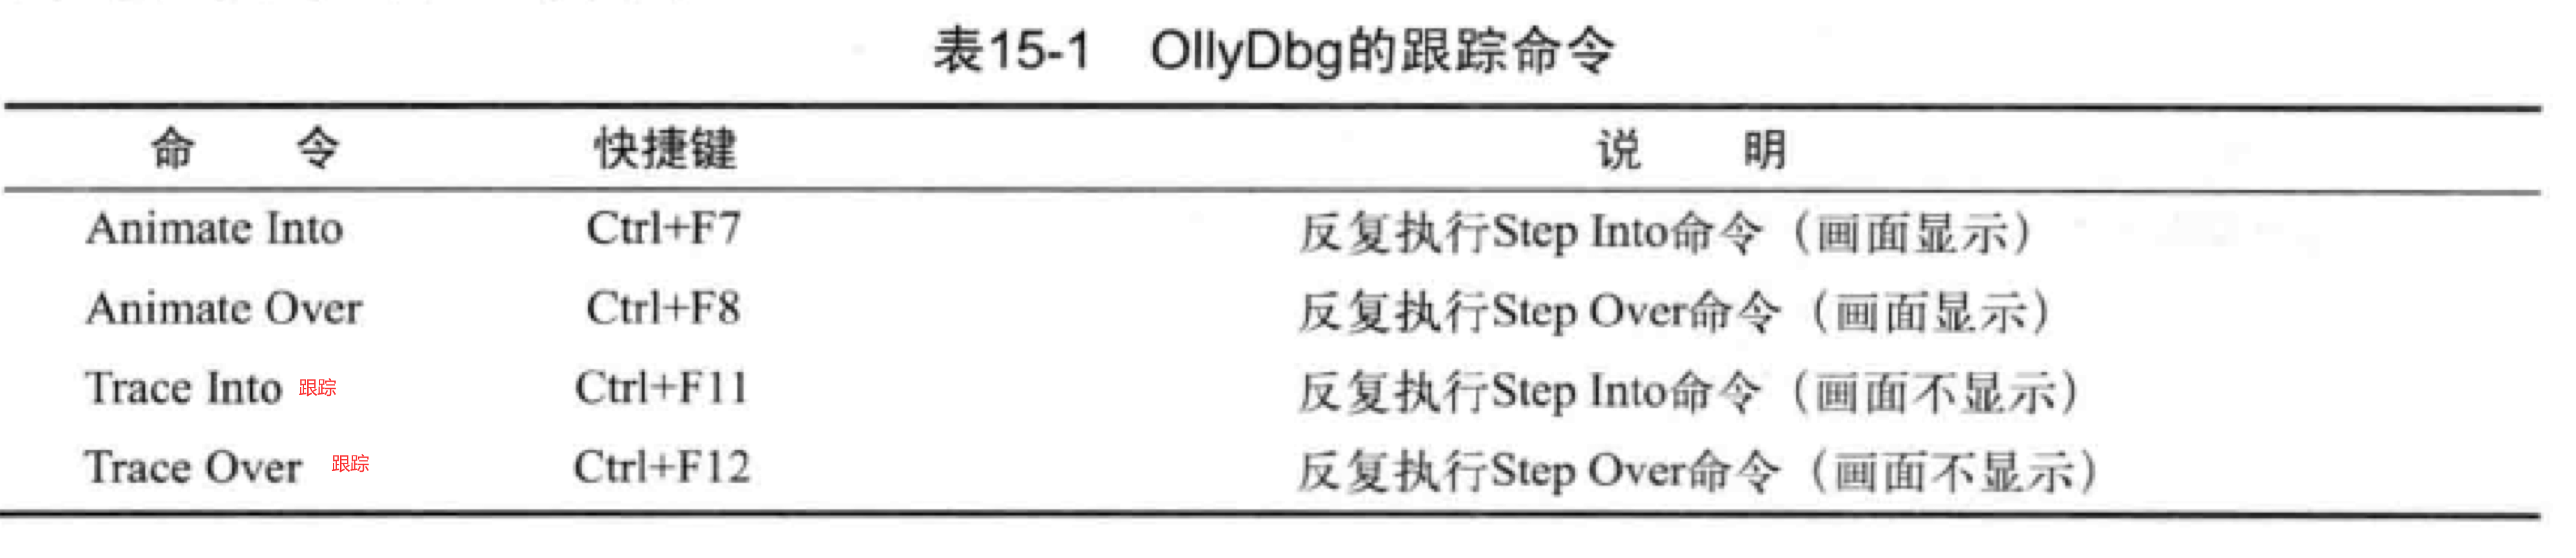 表15-1 OllyDbg的跟踪命令
命 令 快捷键 说 明
Animate Into Ctrl+F7 反复执行Step Into命令（画面显示）
Animate Over Ctrl+F8 反复执行Step Over命令（画面显示）
Trace Into 跟踪 Ctrl+F11 反复执行Step Into命令（画面不显示）
Trace Over 跟踪 Ctrl+F12 反复执行Step Over命令（画面不显示）